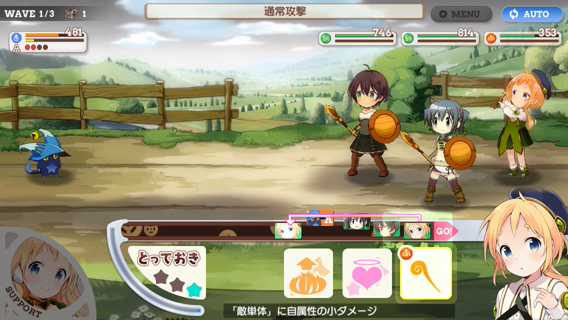 WAVE 1/3
1
通常攻撃
MENU
AUTO
481
A
746
814
353
GO!
とっておき
SUPPORT
「敵単体」に自属性の小ダメージ